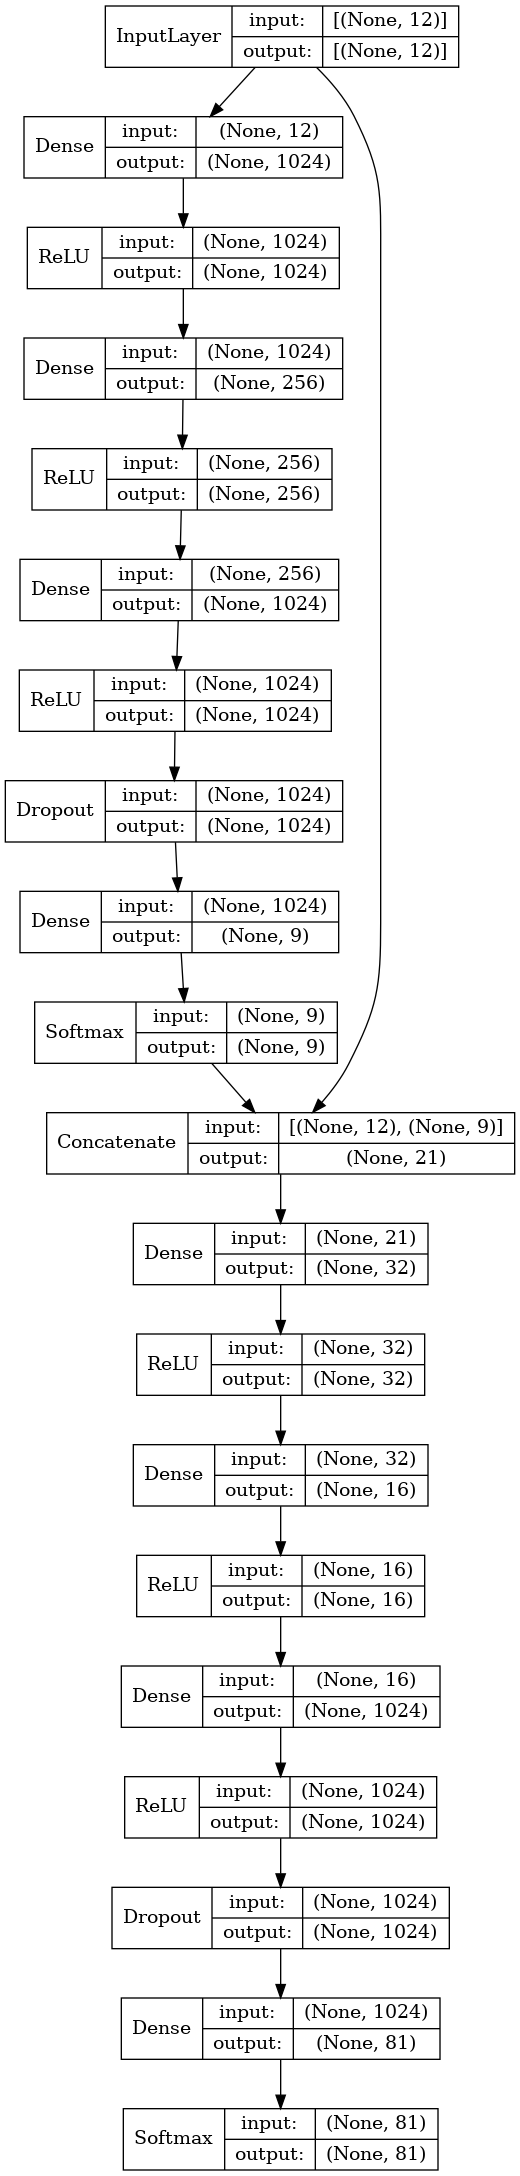 InputLayer
input: [(None, 12)]
output: [(None, 12)]
Dense
input: (None, 12)
output: (None, 1024)
ReLU
input: (None, 1024)
output: (None, 1024)
Dense
input: (None, 1024)
output: (None, 256)
ReLU
input: (None, 256)
output: (None, 256)
Dense
input: (None, 256)
output: (None, 1024)
ReLU
input: (None, 1024)
output: (None, 1024)
Dropout
input: (None, 1024)
output: (None, 1024)
Dense
input: (None, 1024)
output: (None, 9)
Softmax
input: (None, 9)
output: (None, 9)
Concatenate
input: [(None, 12), (None, 9)]
output: (None, 21)
Dense
input: (None, 21)
output: (None, 32)
ReLU
input: (None, 32)
output: (None, 32)
Dense
input: (None, 32)
output: (None, 16)
ReLU
input: (None, 16)
output: (None, 16)
Dense
input: (None, 16)
output: (None, 1024)
ReLU
input: (None, 1024)
output: (None, 1024)
Dropout
input: (None, 1024)
output: (None, 1024)
Dense
input: (None, 1024)
output: (None, 81)
Softmax
input: (None, 81)
output: (None, 81)